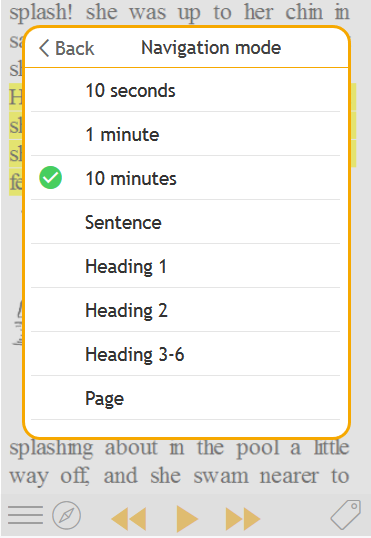 splash! she was up to her chin in
Back
Navigation mode
10 seconds
1 minute
10 minutes
Sentence
Heading 1
Heading 2
Heading 3-6
Page
splashing about in the pool a little
way off, and she swam nearer to